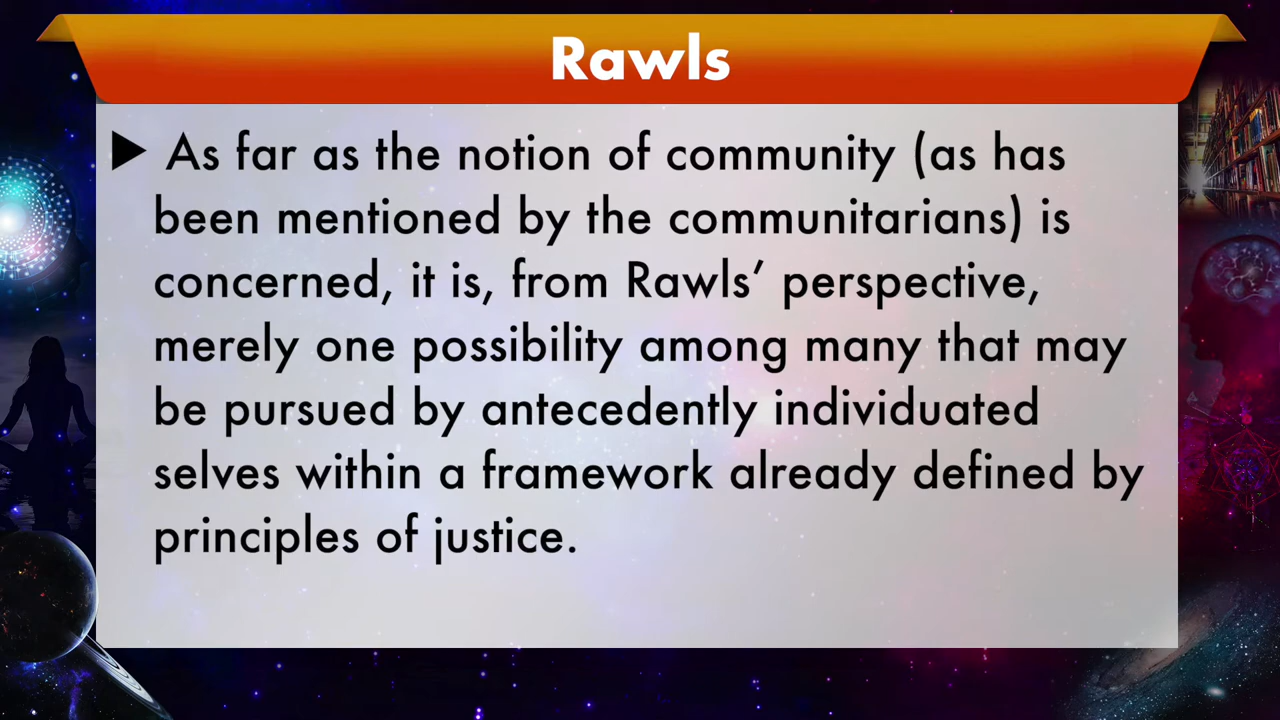 Rawls
▶ As far as the notion of community (as has
been mentioned by the communitarians) is
concerned, it is, from Rawls’ perspective,
merely one possibility among many that may
be pursued by antecedently individuated
selves within a framework already defined by
principles of justice.